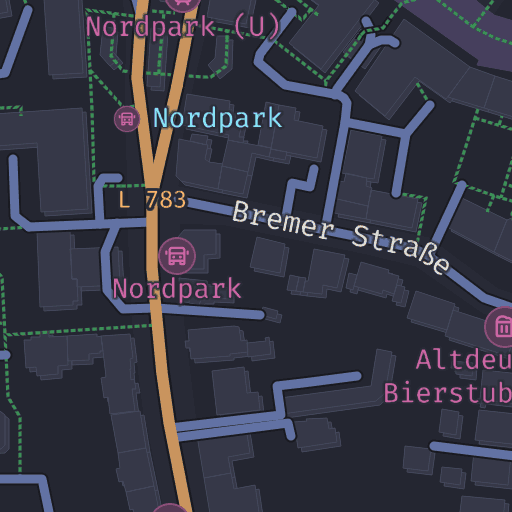 Nordpark (U)
Nordpark
L 783
Bremer Straße
Nordpark
Altdeu
Bierstub